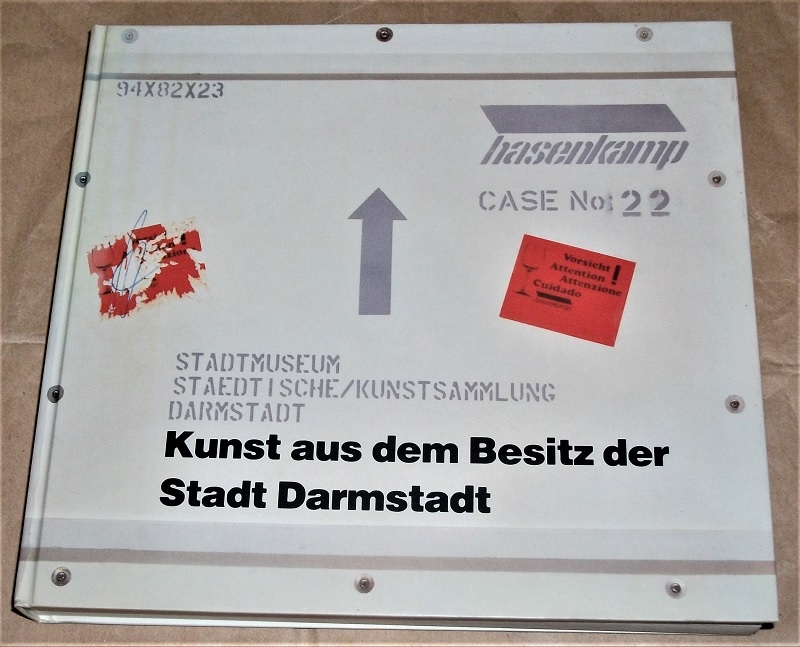 94X82X23
hasenkamp
CASE No: 22
Vorsicht !
Attention
Attenzione
Cuidado
STADTMUSEUM
STAEDTISCHE/KUNSTSAMMLUNG
DARMSTADT
Kunst aus dem Besitz der
Stadt Darmstadt